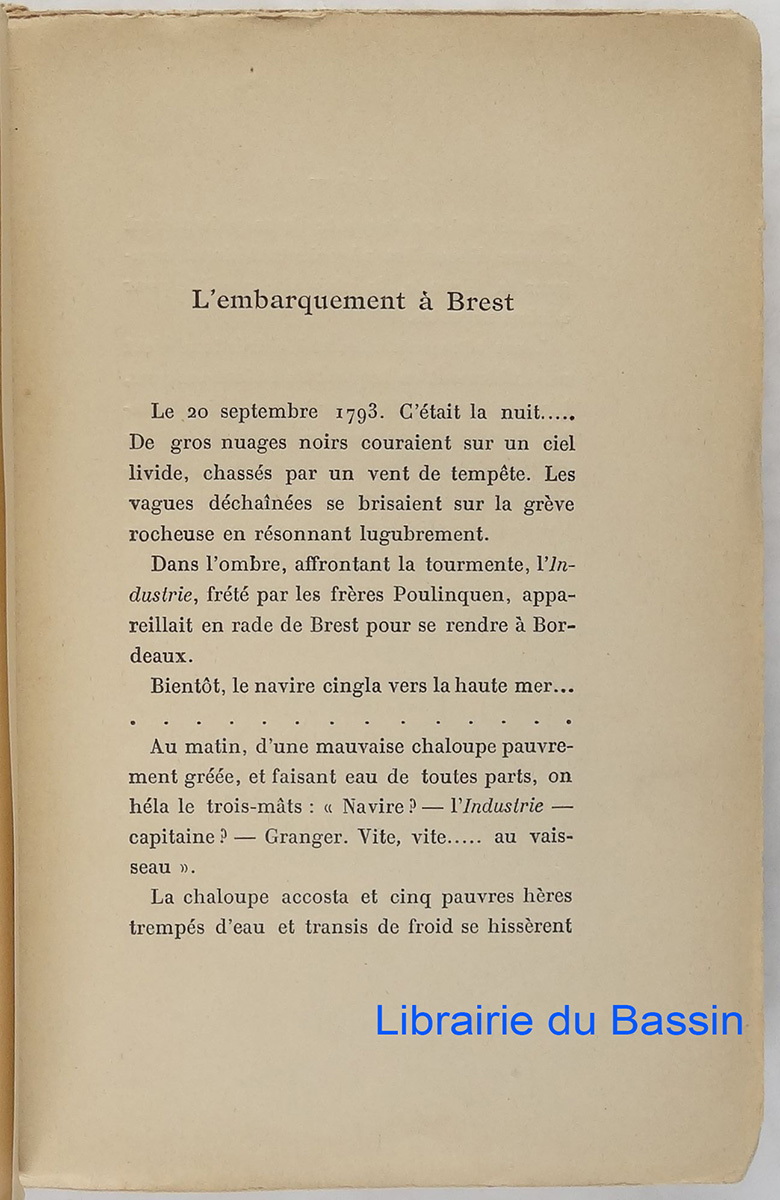 L'embarquement à Brest
Le 20 septembre 1793. C'était la nuit.....
De gros nuages noirs couraient sur un ciel
livide, chassés par un vent de tempête. Les
vagues déchaînées se brisaient sur la grève
rocheuse en résonnant lugubrement.
Dans l'ombre, affrontant la tourmente, l'In-
dustrie, frété par les frères Poulinquen, appa-
reillait en rade de Brest pour se rendre à Bor-
deaux.
Bientôt, le navire cingla vers la haute mer...
. . . . . . . . . . . . . .
Au matin, d'une mauvaise chaloupe pauvre-
ment gréée, et faisant eau de toutes parts, on
héla le trois-mâts : « Navire ? — l'Industrie —
capitaine ? — Granger. Vite, vite..... au vais-
seau ».
La chaloupe accosta et cinq pauvres hères
trempés d'eau et transis de froid se hissèrent
Librairie du Bassin